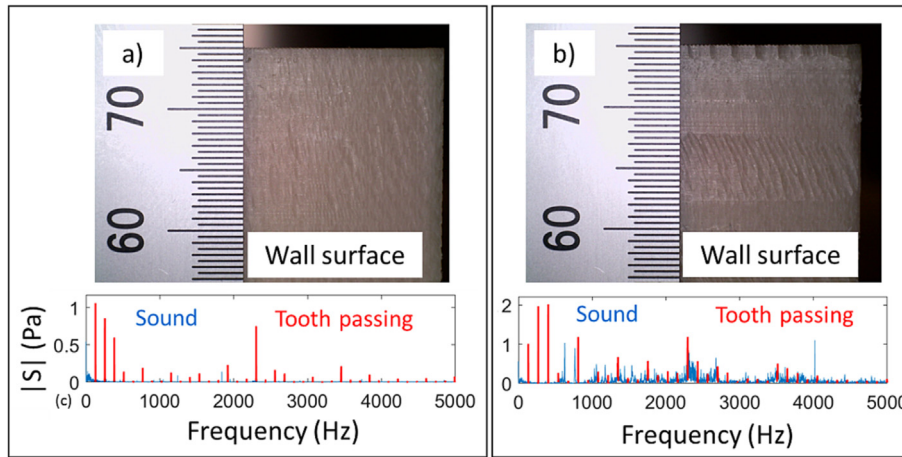 a)
70
60
Wall surface
1
0.5
0
|S| (Pa)
Sound
Tooth passing
(c)
0 1000 2000 3000 4000 5000
Frequency (Hz)
b)
70
60
Wall surface
2
1
0
Sound
Tooth passing
0 1000 2000 3000 4000 5000
Frequency (Hz)